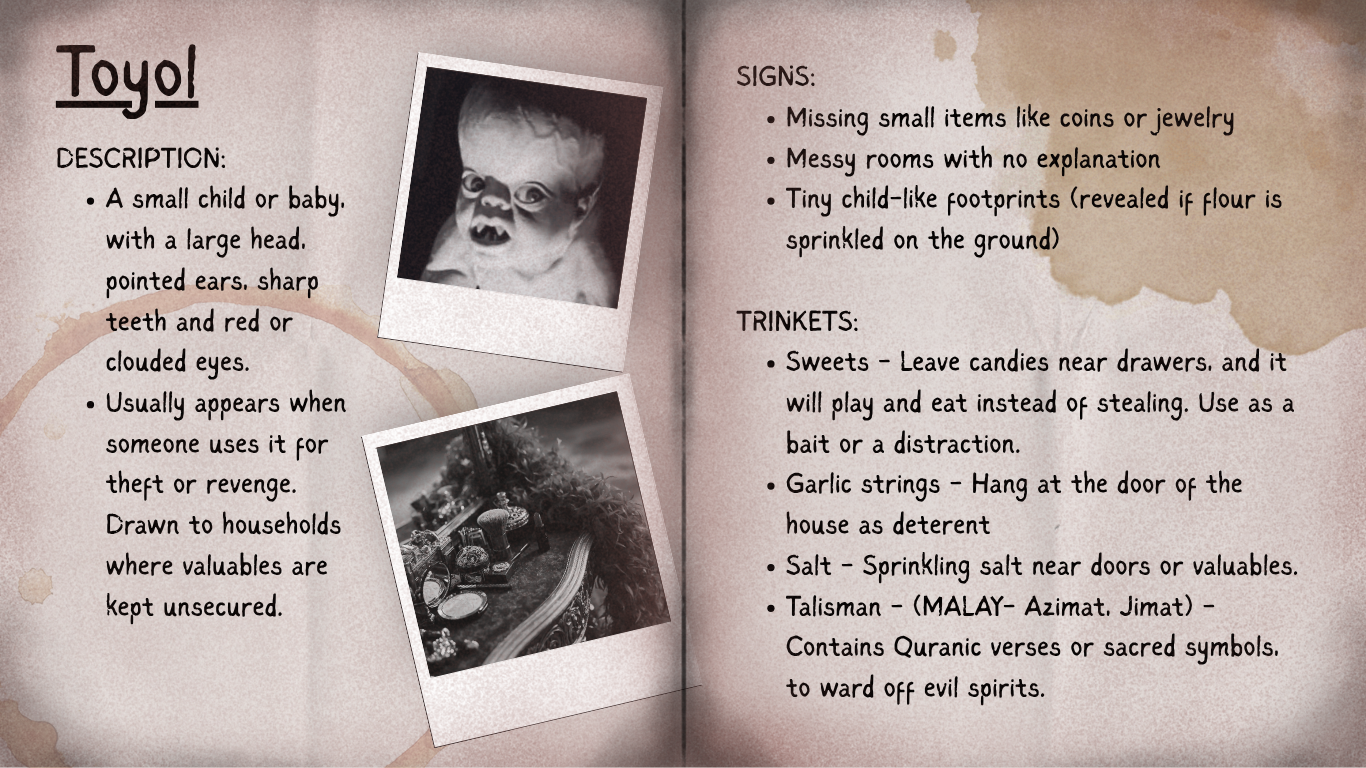 Toyol
DESCRIPTION:
• A small child or baby,
with a large head,
pointed ears, sharp
teeth and red or
clouded eyes.
• Usually appears when
someone uses it for
theft or revenge.
Drawn to households
where valuables are
kept unsecured.
SIGNS:
• Missing small items like coins or jewelry
• Messy rooms with no explanation
• Tiny child-like footprints (revealed if flour is
sprinkled on the ground)
TRINKETS:
• Sweets - Leave candies near drawers, and it
will play and eat instead of stealing. Use as a
bait or a distraction.
• Garlic strings - Hang at the door of the
house as deterent
• Salt - Sprinkling salt near doors or valuables.
• Talisman - (MALAY- Azimat, Jimat) -
Contains Quranic verses or sacred symbols,
to ward off evil spirits.